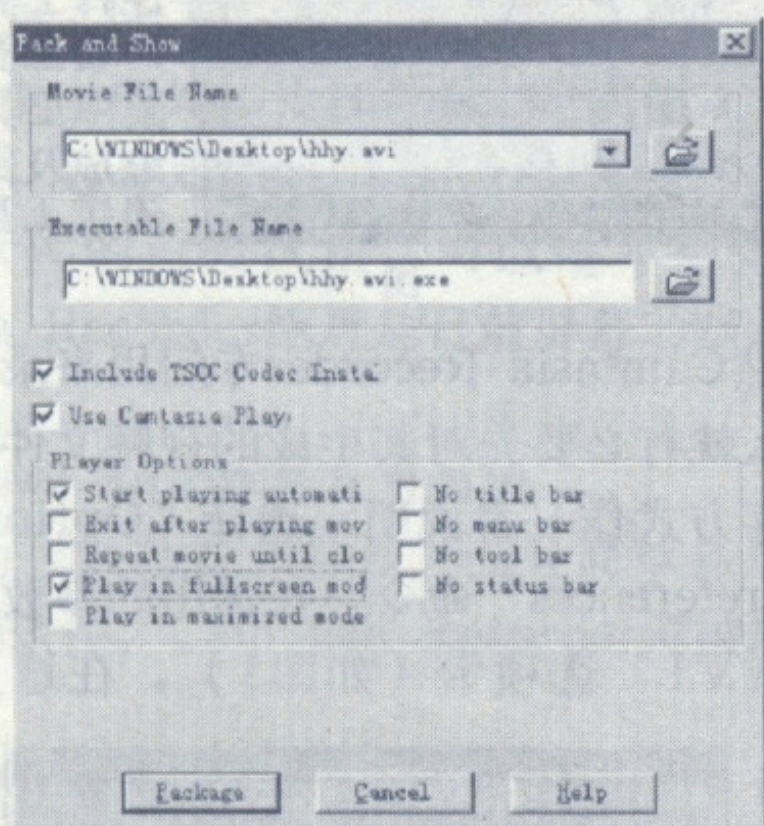 Pack and Show
Movie File Name
C:\WINDOWS\Desktop\hhy.avi
Executable File Name
C:\WINDOWS\Desktop\hhy.avi.exe
Include TSCC Codec Instal
Use Camtasia Play
Player Options
Start playing automati
No title bar
Exit after playing mov
No menu bar
Repeat movie until clo
No tool bar
Play in fullscreen mod
No status bar
Play in maximized mode
Package
Cancel
Help